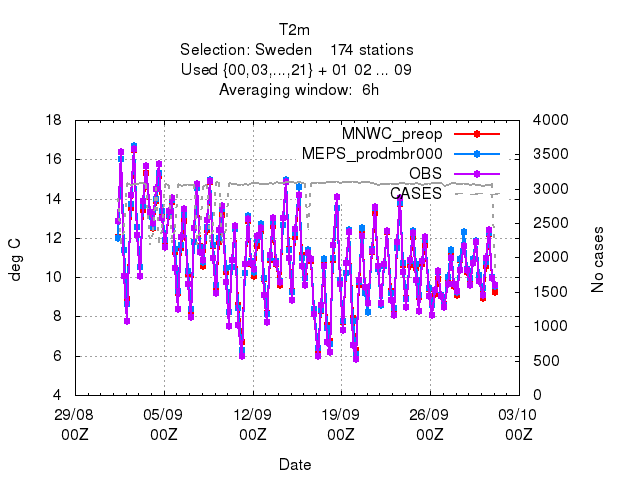 T2m
Selection: Sweden 174 stations
Used {00,03,...,21} + 01 02 ... 09
Averaging window: 6h
18 4000
MNWC_preop
16 3500
MEPS_prodmbr000
OBS
14 3000
CASES
12 2500
deg C
No cases
10 2000
1500
8 1000
6 500
4 0
29/08 05/09 12/09 19/09 26/09 03/10
00Z 00Z 00Z 00Z 00Z 00Z
Date